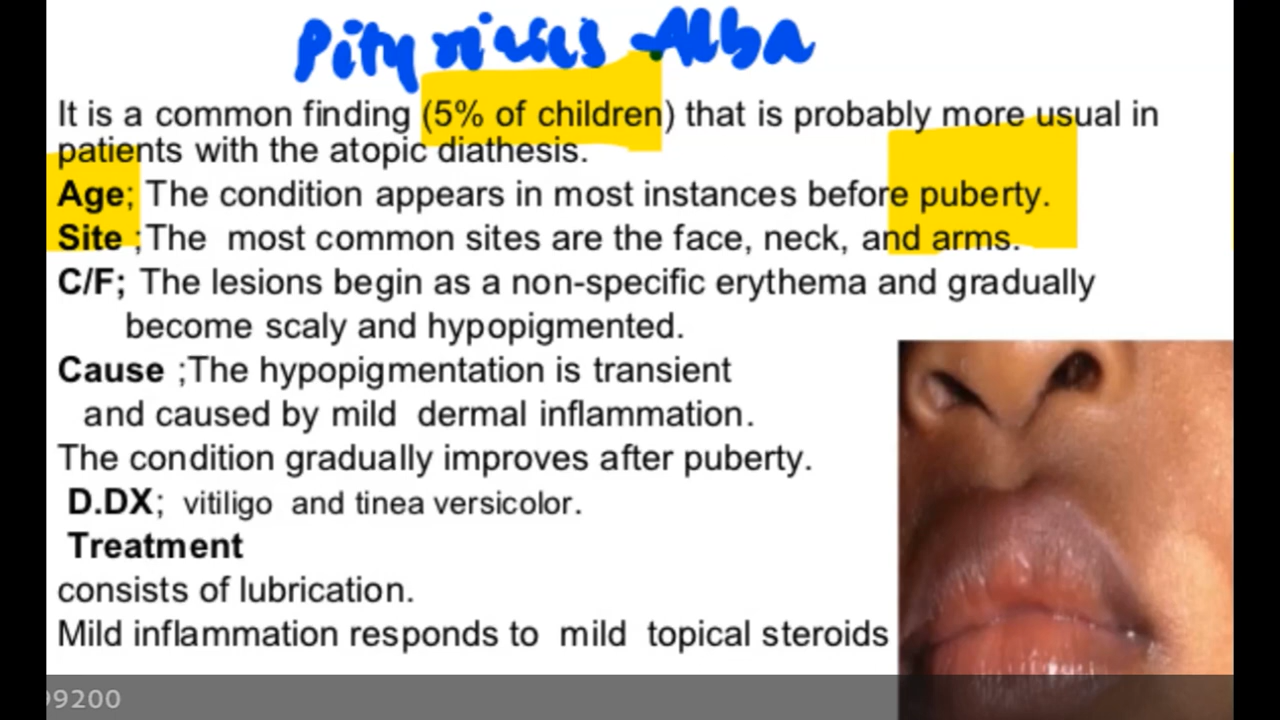 Pityriasis Alba
It is a common finding (5% of children) that is probably more usual in
patients with the atopic diathesis.
Age; The condition appears in most instances before puberty.
Site ;The most common sites are the face, neck, and arms.
C/F; The lesions begin as a non-specific erythema and gradually
become scaly and hypopigmented.
Cause ;The hypopigmentation is transient
and caused by mild dermal inflammation.
The condition gradually improves after puberty.
D.DX; vitiligo and tinea versicolor.
Treatment
consists of lubrication.
Mild inflammation responds to mild topical steroids
99200